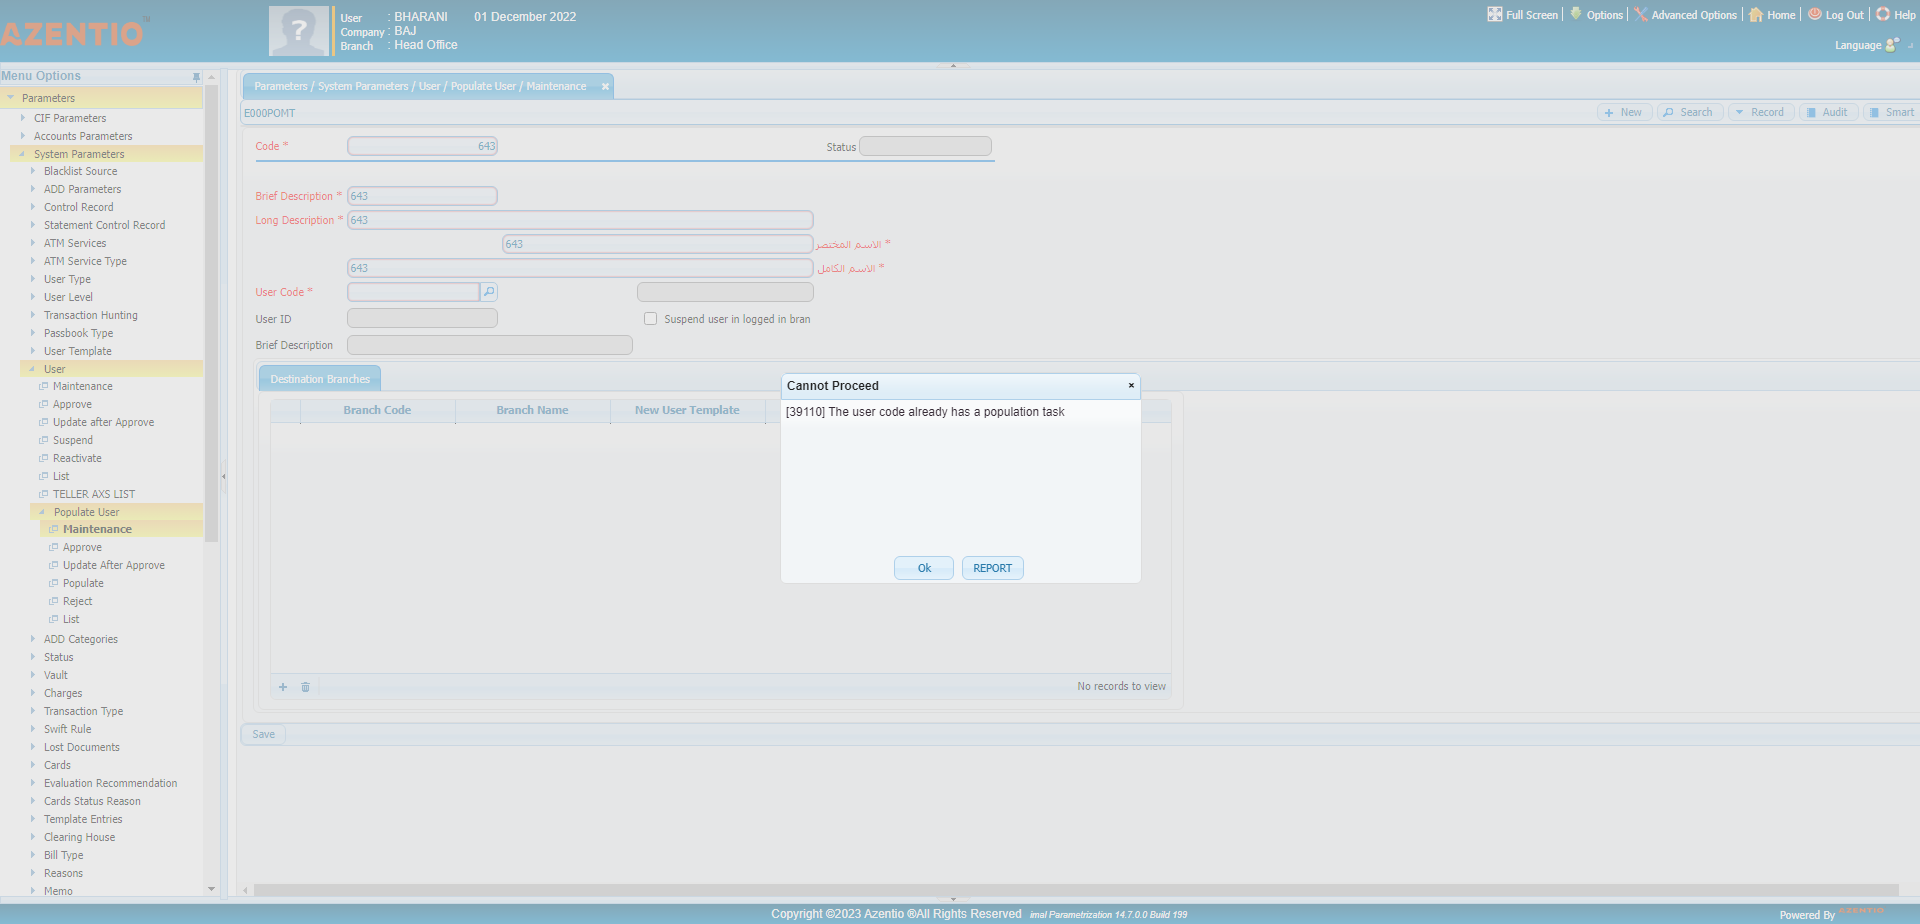 AZENTIO™
User : BHARANI 01 December 2022
Company : BAJ
Branch : Head Office
Full Screen Options Advanced Options Home Log Out Help
Language
Menu Options
Parameters
CIF Parameters
Accounts Parameters
System Parameters
Blacklist Source
ADD Parameters
Control Record
Statement Control Record
ATM Services
ATM Service Type
User Type
User Level
Transaction Hunting
Passbook Type
User Template
User
Maintenance
Approve
Update after Approve
Suspend
Reactivate
List
TELLER AXS LIST
Populate User
Maintenance
Approve
Update After Approve
Populate
Reject
List
ADD Categories
Status
Vault
Charges
Transaction Type
Swift Rule
Lost Documents
Cards
Evaluation Recommendation
Cards Status Reason
Template Entries
Clearing House
Bill Type
Reasons
Memo
Parameters / System Parameters / User / Populate User / Maintenance
E000POMT
New Search Record Audit Smart
Code * 643 Status
Brief Description * 643
Long Description * 643
643 الاسم المختصر *
643 الاسم الكامل *
User Code *
User ID Suspend user in logged in bran
Brief Description
Destination Branches
Branch Code Branch Name New User Template
Cannot Proceed
[39110] The user code already has a population task
Ok REPORT
No records to view
Save
Copyright ©2023 Azentio ®All Rights Reserved imal Parametrization 14.7.0.0 Build 199
Powered By AZENTIO